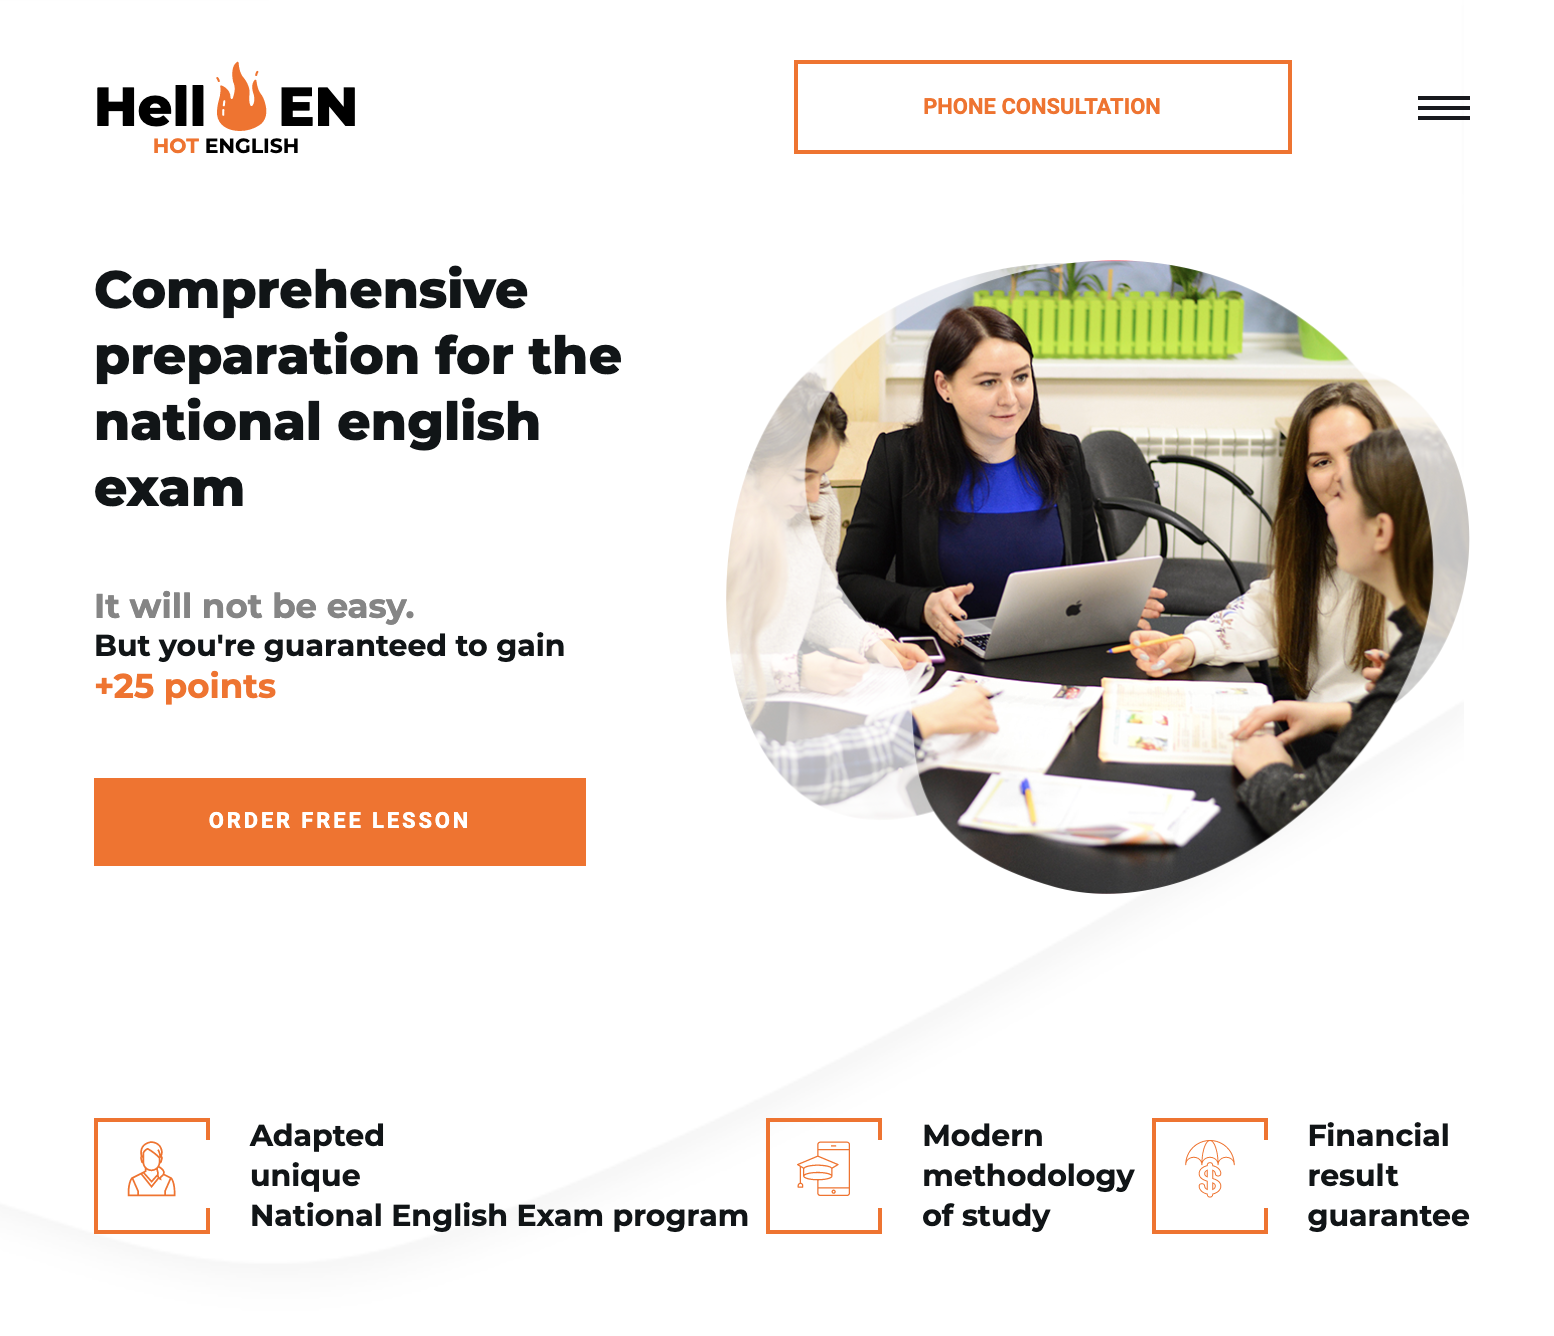 Hell EN
HOT ENGLISH
PHONE CONSULTATION
Comprehensive
preparation for the
national english
exam
It will not be easy.
But you're guaranteed to gain
+25 points
ORDER FREE LESSON
Adapted
unique
National English Exam program
Modern
methodology
of study
Financial
result
guarantee